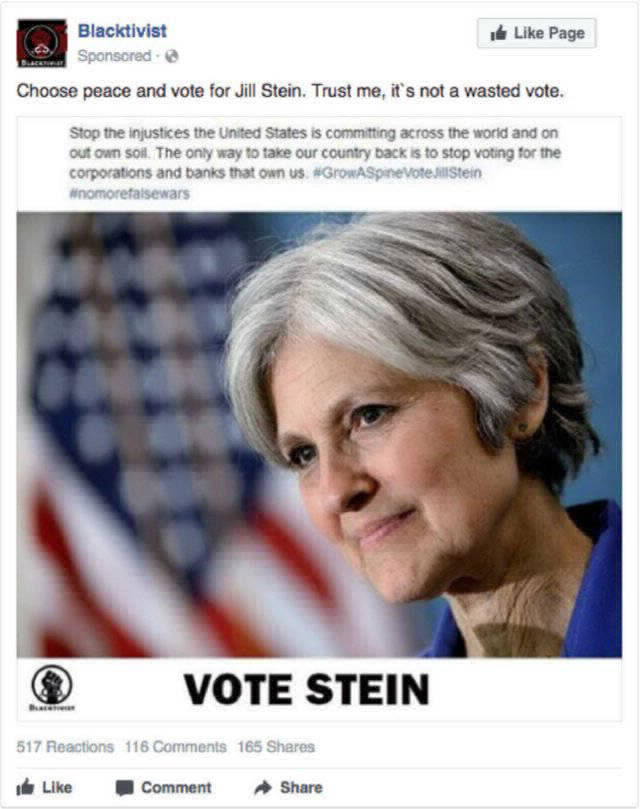 Blacktivist
Like Page
Sponsored ·
BLACKTIVIST
Choose peace and vote for Jill Stein. Trust me, it`s not a wasted vote.
Stop the injustices the United States is committing across the world and on
out own soil. The only way to take our country back is to stop voting for the
corporations and banks that own us. #GrowASpineVoteJillStein
#nomorefalsewars
VOTE STEIN
BLACKTIVIST
517 Reactions 116 Comments 165 Shares
Like Comment Share